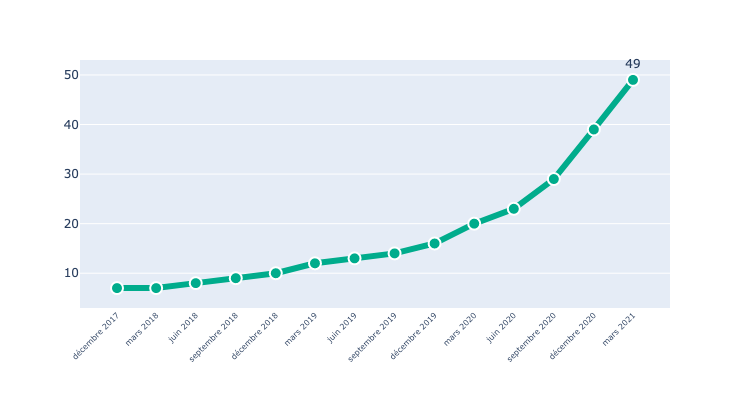 49
50
40
30
20
10
décembre 2017
mars 2018
juin 2018
septembre 2018
décembre 2018
mars 2019
juin 2019
septembre 2019
décembre 2019
mars 2020
juin 2020
septembre 2020
décembre 2020
mars 2021